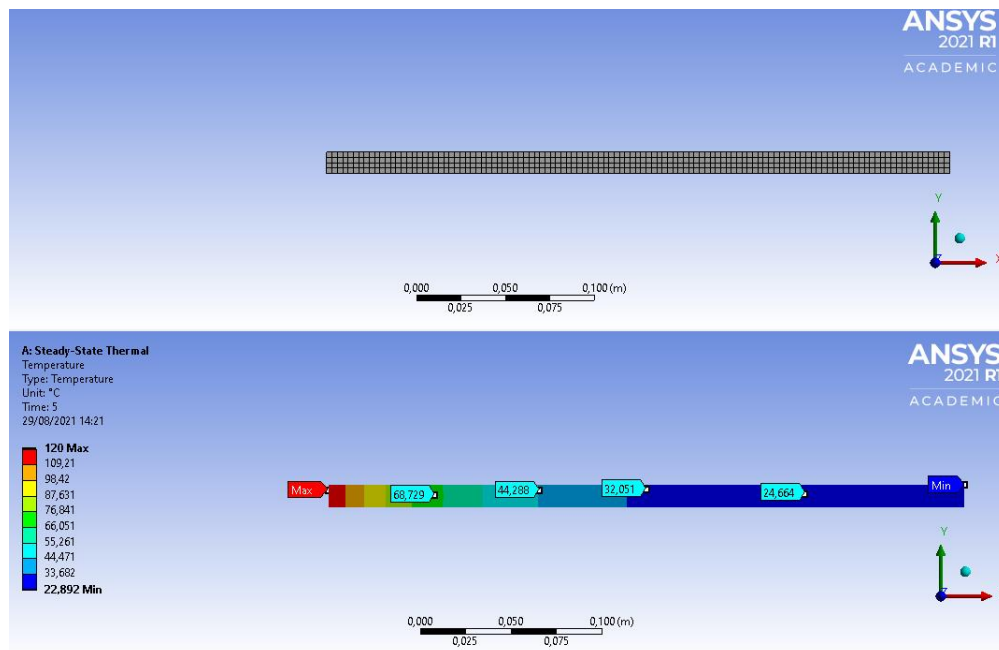 ANSYS
2021 R1
ACADEMIC
Y
X
0,000 0,050 0,100 (m)
0,025 0,075
A: Steady-State Thermal
Temperature
Type: Temperature
Unit: °C
Time: 5
29/08/2021 14:21
ANSYS
2021 R1
ACADEMIC
120 Max
109,21
98,42
87,631
76,841
66,051
55,261
44,471
33,682
22,892 Min
Max 68,729 44,288 32,051 24,664 Min
Y
0,000 0,050 0,100 (m)
0,025 0,075